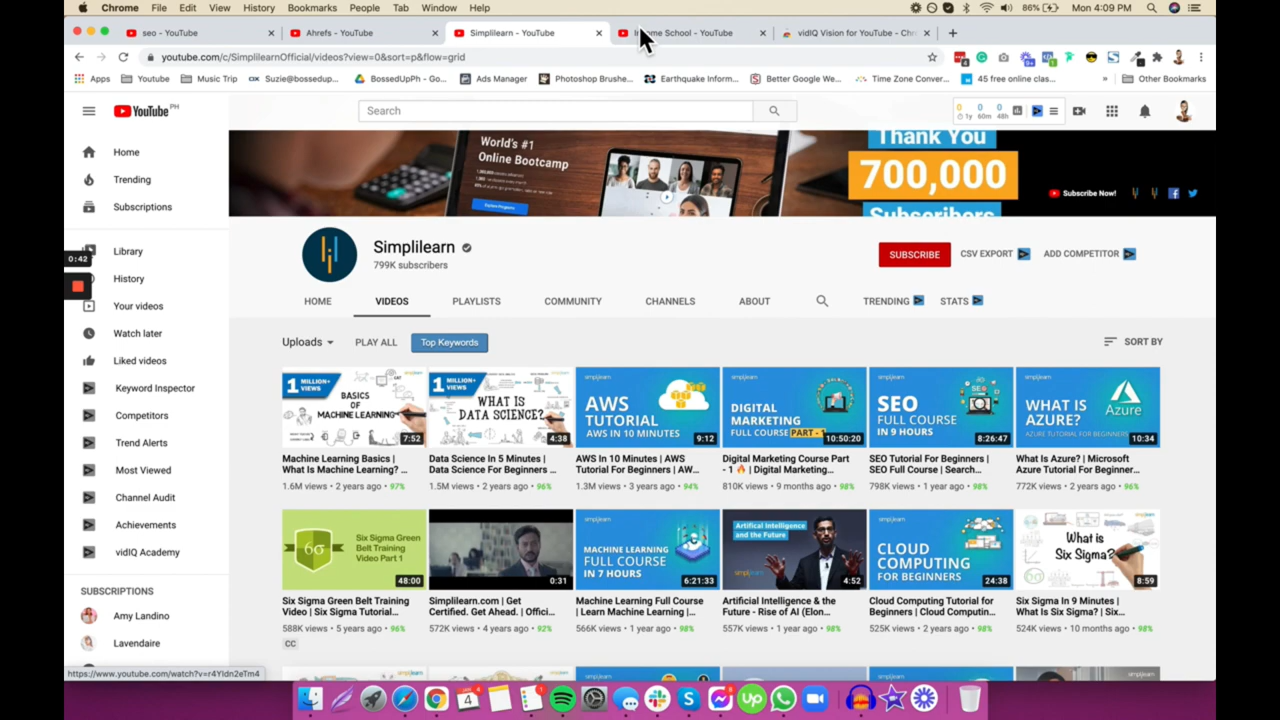 Chrome File Edit View History Bookmarks People Tab Window Help 86% Mon 4:09 PM
seo - YouTube Ahrefs - YouTube Simplilearn - YouTube School - YouTube vidIQ Vision for YouTube - Chr
youtube.com/c/SimplilearnOfficial/videos?view=0&sort=p&flow=grid
Apps Youtube Music Trip Suzie@bossedup... BossedUpPh - Go... Ads Manager Photoshop Brushe... Earthquake Inform... Better Google We... Time Zone Conver... 45 free online clas... » Other Bookmarks
YouTube PH
Search
0 0 0
1y 60m 48h
Home
Trending
Subscriptions
Library
History
Your videos
Watch later
Liked videos
Keyword Inspector
Competitors
Trend Alerts
Most Viewed
Channel Audit
Achievements
vidIQ Academy
SUBSCRIPTIONS
Amy Landino
Lavendaire
0:42
World's #1
Online Bootcamp
Thank You
700,000
Subscribers
Subscribe Now!
Simplilearn
799K subscribers
SUBSCRIBE CSV EXPORT ADD COMPETITOR
HOME VIDEOS PLAYLISTS COMMUNITY CHANNELS ABOUT TRENDING STATS
Uploads PLAY ALL Top Keywords SORT BY
1 MILLION+ VIEWS
BASICS
OF
MACHINE LEARNING
7:52
Machine Learning Basics |
What Is Machine Learning? ...
1.6M views • 2 years ago • 97%
1 MILLION+ VIEWS
WHAT IS
DATA SCIENCE?
4:38
Data Science In 5 Minutes |
Data Science For Beginners ...
1.5M views • 2 years ago • 96%
simplilearn
AWS
TUTORIAL
AWS IN 10 MINUTES
9:12
AWS In 10 Minutes | AWS
Tutorial For Beginners | AW...
1.3M views • 3 years ago • 94%
simplilearn
DIGITAL
MARKETING
FULL COURSE PART - 1
10:50:20
Digital Marketing Course Part
- 1 🔥 | Digital Marketing...
810K views • 9 months ago • 98%
simplilearn
SEO
FULL COURSE
IN 9 HOURS
8:26:47
SEO Tutorial For Beginners |
SEO Full Course | Search...
798K views • 1 year ago • 98%
simplilearn
WHAT IS
AZURE?
Azure
AZURE TUTORIAL FOR BEGINNERS
10:34
What Is Azure? | Microsoft
Azure Tutorial For Beginner...
772K views • 2 years ago • 96%
6σ
Six Sigma Green
Belt Training
Video Part 1
48:00
Six Sigma Green Belt Training
Video | Six Sigma Tutorial...
588K views • 5 years ago • 96%
CC
0:31
Simplilearn.com | Get
Certified. Get Ahead. | Offici...
572K views • 4 years ago • 92%
simplilearn
MACHINE LEARNING
FULL COURSE
IN 7 HOURS
6:21:33
Machine Learning Full Course
| Learn Machine Learning |...
566K views • 1 year ago • 98%
Artificial Intelligence
and the Future
simplilearn
4:52
Artificial Intelligence & the
Future - Rise of AI (Elon...
557K views • 1 year ago • 98%
simplilearn
CLOUD
COMPUTING
FOR BEGINNERS
24:38
Cloud Computing Tutorial for
Beginners | Cloud Computin...
525K views • 2 years ago • 98%
What is
Six Sigma?
8:59
Six Sigma In 9 Minutes |
What Is Six Sigma? | Six...
524K views • 10 months ago • 98%
https://www.youtube.com/watch?v=r4YIdn2eTm4